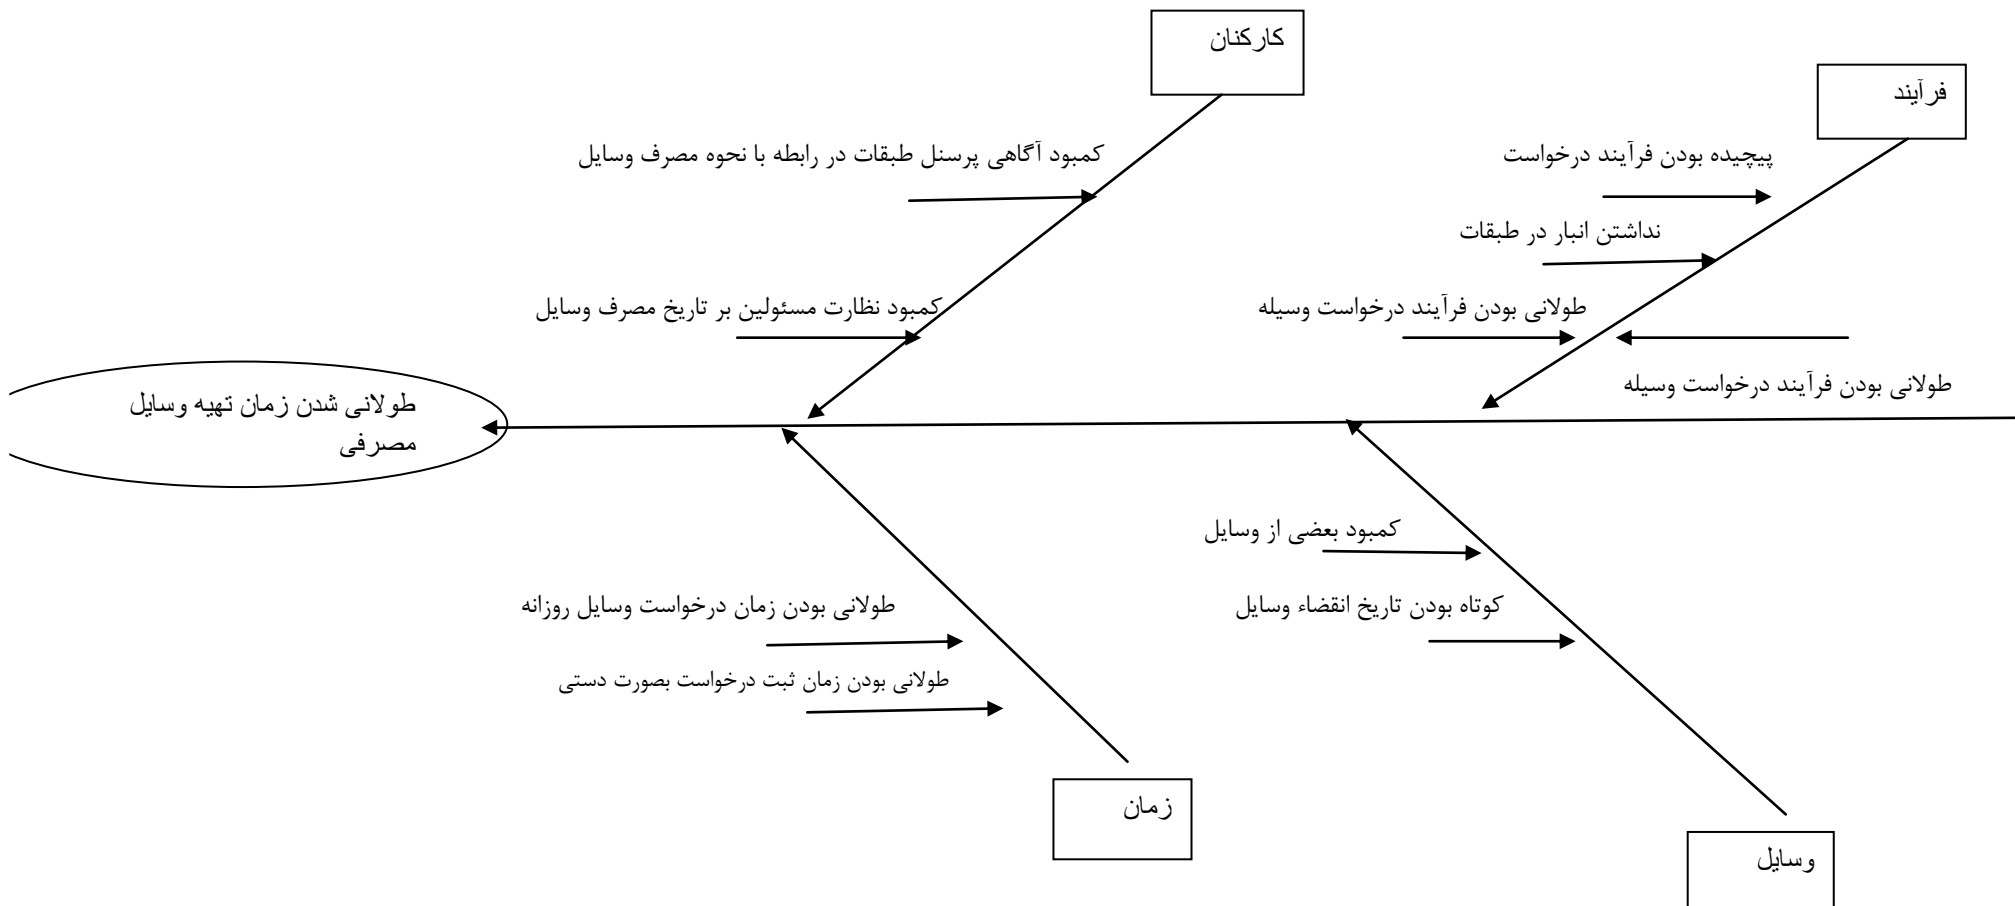 کارکنان
فرآیند
کمبود آگاهی پرسنل طبقات در رابطه با نحوه مصرف وسایل
پیچیده بودن فرآیند درخواست
نداشتن انبار در طبقات
کمبود نظارت مسئولین بر تاریخ مصرف وسایل
طولانی بودن فرآیند درخواست وسیله
طولانی بودن فرآیند درخواست وسیله
طولانی شدن زمان تهیه وسایل
مصرفی
کمبود بعضی از وسایل
کوتاه بودن تاریخ انقضاء وسایل
طولانی بودن زمان درخواست وسایل روزانه
طولانی بودن زمان ثبت درخواست بصورت دستی
زمان
وسایل